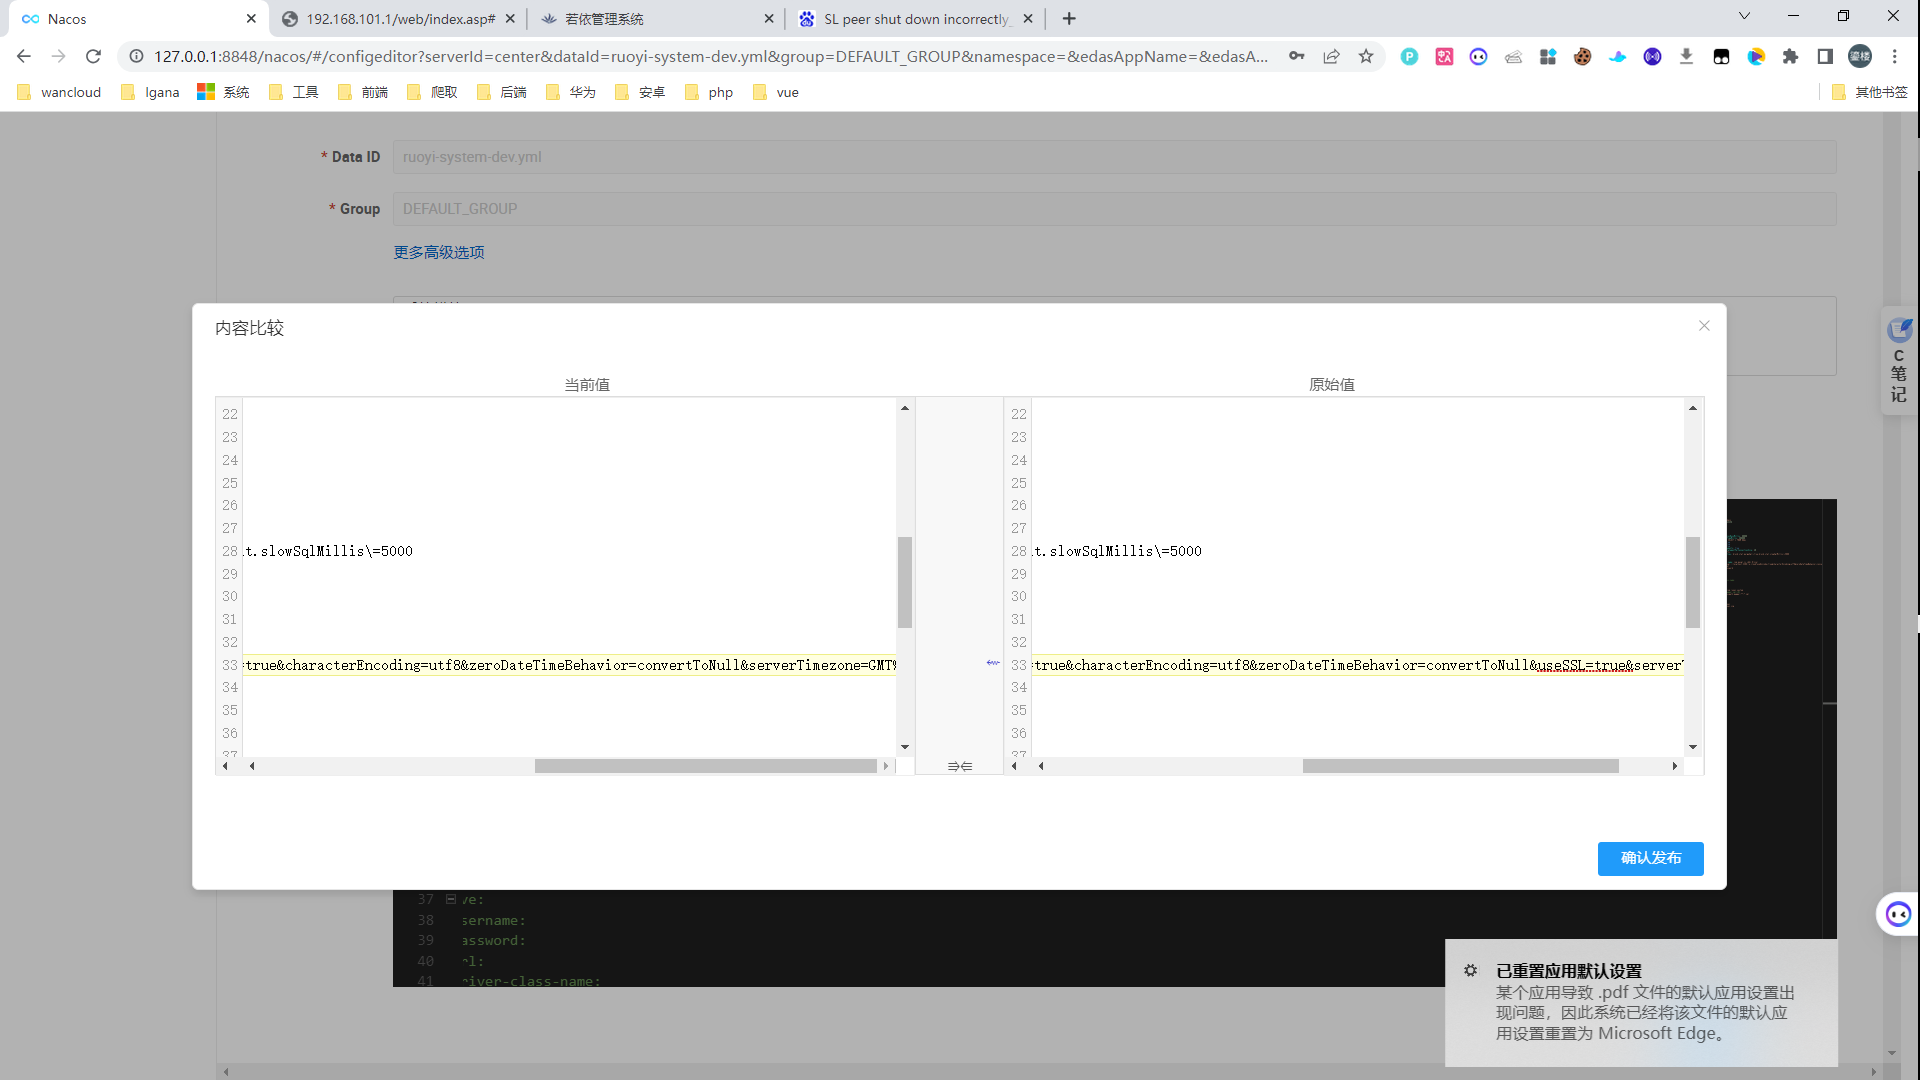 Nacos
192.168.101.1/web/index.asp#
若依管理系统
SL peer shut down incorrectly_
127.0.0.1:8848/nacos/#/configeditor?serverId=center&dataId=ruoyi-system-dev.yml&group=DEFAULT_GROUP&namespace=&edasAppName=&edasA...
wancloud
lgana
系统
工具
前端
爬取
后端
华为
安卓
php
vue
其他书签
* Data ID
ruoyi-system-dev.yml
* Group
DEFAULT_GROUP
更多高级选项
内容比较
当前值
原始值
22
23
24
25
26
27
28 t.slowSqlMillis\=5000
29
30
31
32
33 =true&characterEncoding=utf8&zeroDateTimeBehavior=convertToNull&serverTimezone=GMT%
34
35
36
37
22
23
24
25
26
27
28 t.slowSqlMillis\=5000
29
30
31
32
33 =true&characterEncoding=utf8&zeroDateTimeBehavior=convertToNull&useSSL=true&serverT
34
35
36
37
确认发布
37 ve:
38 sername:
39 assword:
40 rl:
41 river-class-name:
C
笔
记
已重置应用默认设置
某个应用导致 .pdf 文件的默认应用设置出
现问题，因此系统已经将该文件的默认应
用设置重置为 Microsoft Edge。